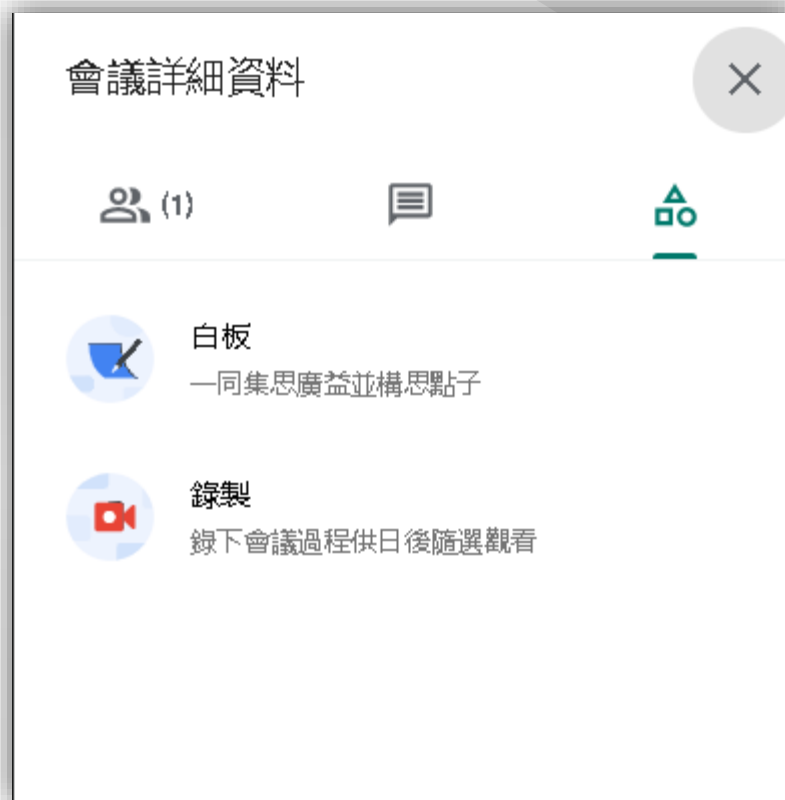 會議詳細資料
(1)
白板
一同集思廣益並構思點子
錄製
錄下會議過程供日後隨選觀看